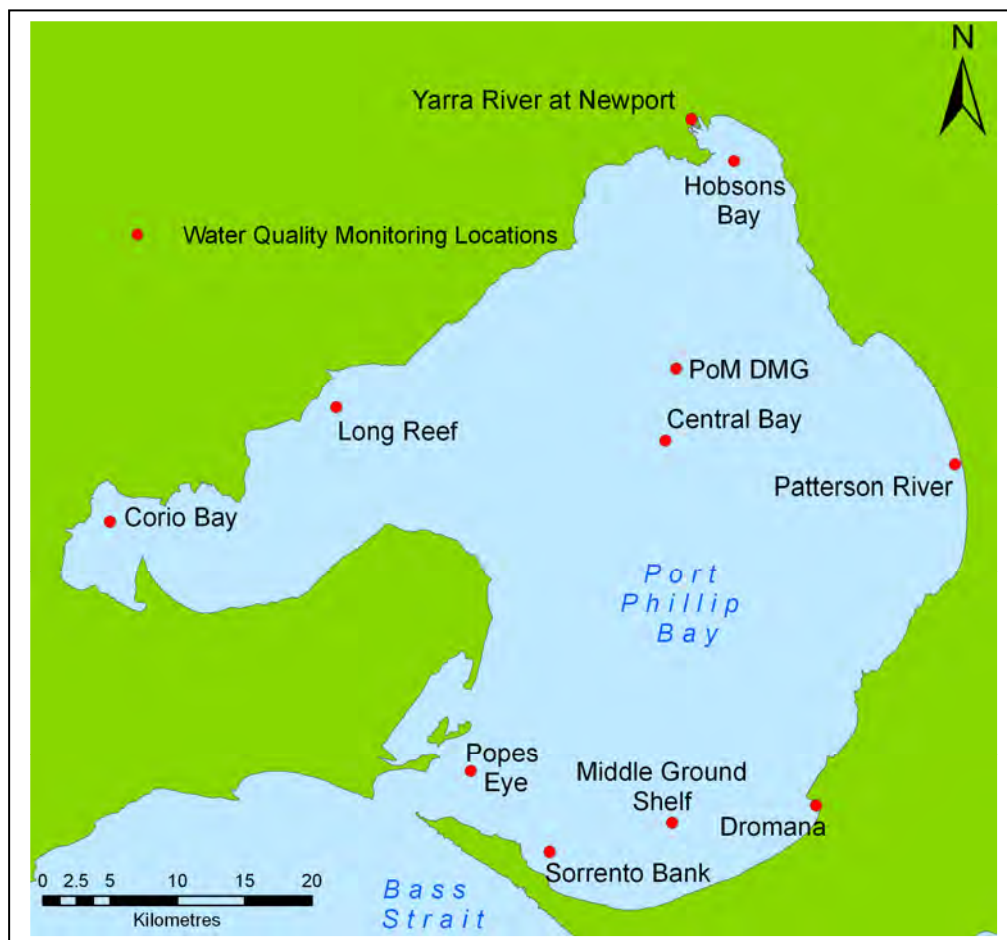 N
Yarra River at Newport
Hobsons
Bay
Water Quality Monitoring Locations
PoM DMG
Long Reef
Central Bay
Patterson River
Corio Bay
Port
Phillip
Bay
Popes
Eye
Middle Ground
Shelf
Dromana
Sorrento Bank
0 2.5 5 10 15 20
Kilometres
Bass
Strait